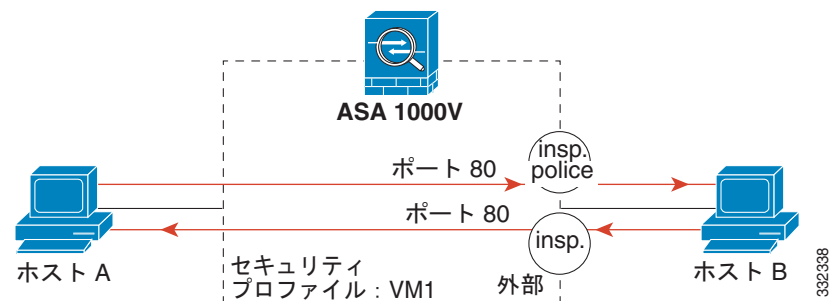 ASA 1000V
insp.
police
ポート 80
ポート 80
insp.
ホスト A
セキュリティ
プロファイル : VM1
外部
ホスト B
332338